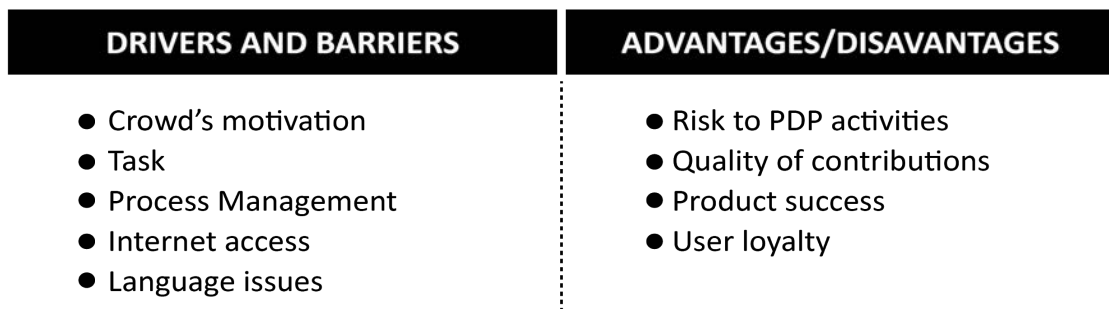 DRIVERS AND BARRIERS
● Crowd's motivation
● Task
● Process Management
● Internet access
● Language issues
ADVANTAGES/DISAVANTAGES
● Risk to PDP activities
● Quality of contributions
● Product success
● User loyalty